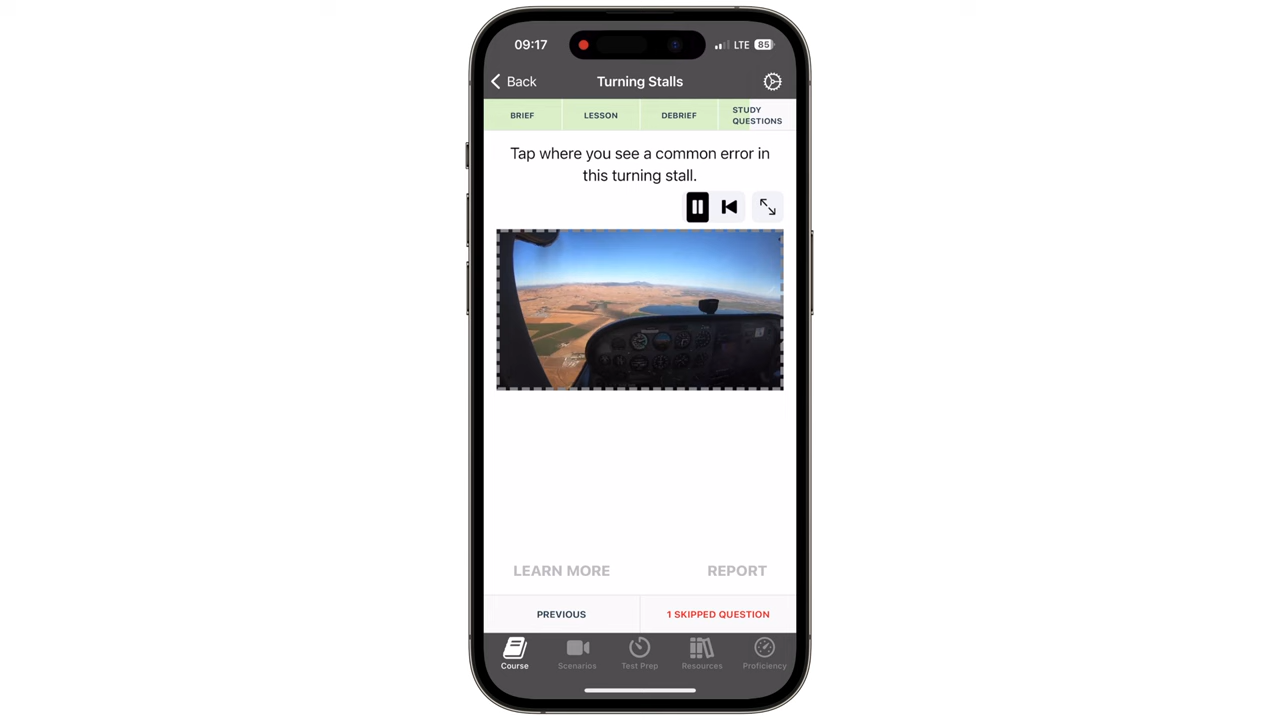 09:17
LTE 85
Back
Turning Stalls
BRIEF
LESSON
DEBRIEF
STUDY
QUESTIONS
Tap where you see a common error in
this turning stall.
LEARN MORE
REPORT
PREVIOUS
1 SKIPPED QUESTION
Course
Scenarios
Test Prep
Resources
Proficiency